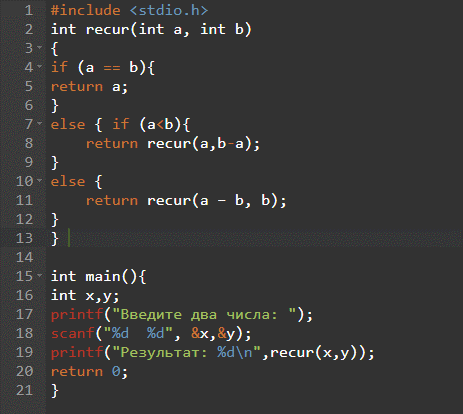 1 #include <stdio.h>
2 int recur(int a, int b)
3 {
4 if (a == b){
5 return a;
6 }
7 else { if (a<b){
8     return recur(a,b-a);
9 }
10 else {
11     return recur(a – b, b);
12 }
13 }
14
15 int main(){
16 int x,y;
17 printf("Введите два числа: ");
18 scanf("%d  %d", &x,&y);
19 printf("Результат: %d\n",recur(x,y));
20 return 0;
21 }